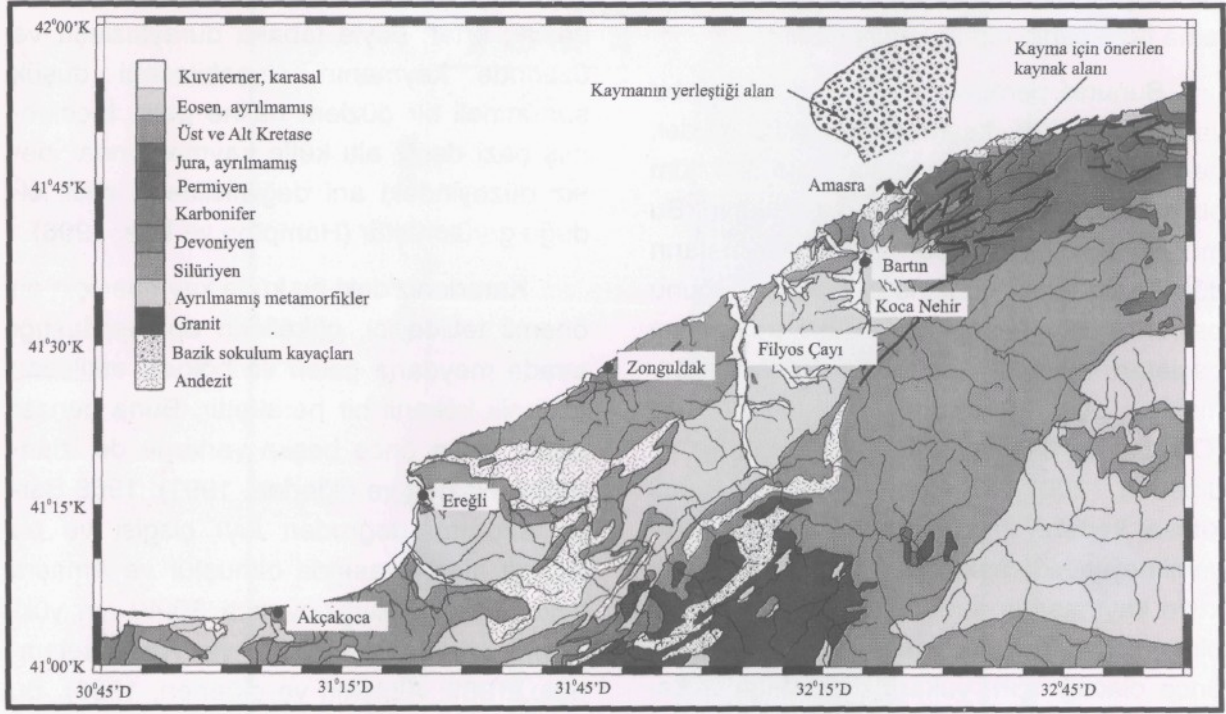 42°00'K
41°45'K
41°30'K
41°15'K
41°00'K
Kuvaterner, karasal
Eosen, ayrılmamış
Üst ve Alt Kretase
Jura, ayrılmamış
Permiyen
Karbonifer
Devoniyen
Silüriyen
Ayrılmamış metamorfikler
Granit
Bazik sokulum kayaçları
Andezit
Kaymanın yerleştiği alan
Kayma için önerilen
kaynak alanı
Amasra
Bartın
Koca Nehir
Filyos Çayı
Zonguldak
Ereğli
Akçakoca
30°45'D
31°15'D
31°45'D
32°15'D
32°45'D